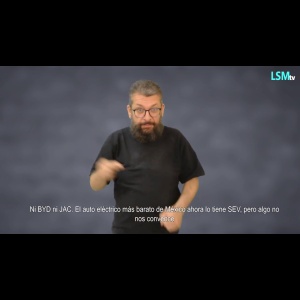 LSMtv
Ni BYD ni JAC. El auto eléctrico más barato de México ahora lo tiene SEV, pero algo no
nos convence